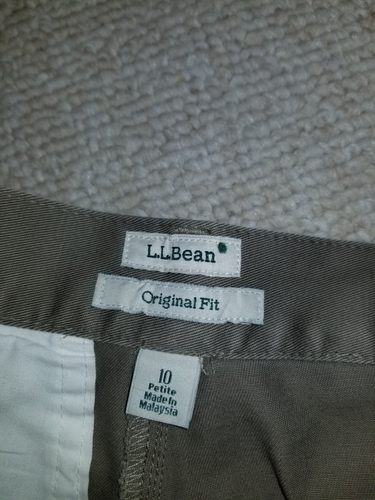 L.L.Bean
Original Fit
10
Petite
Made In
Malaysia